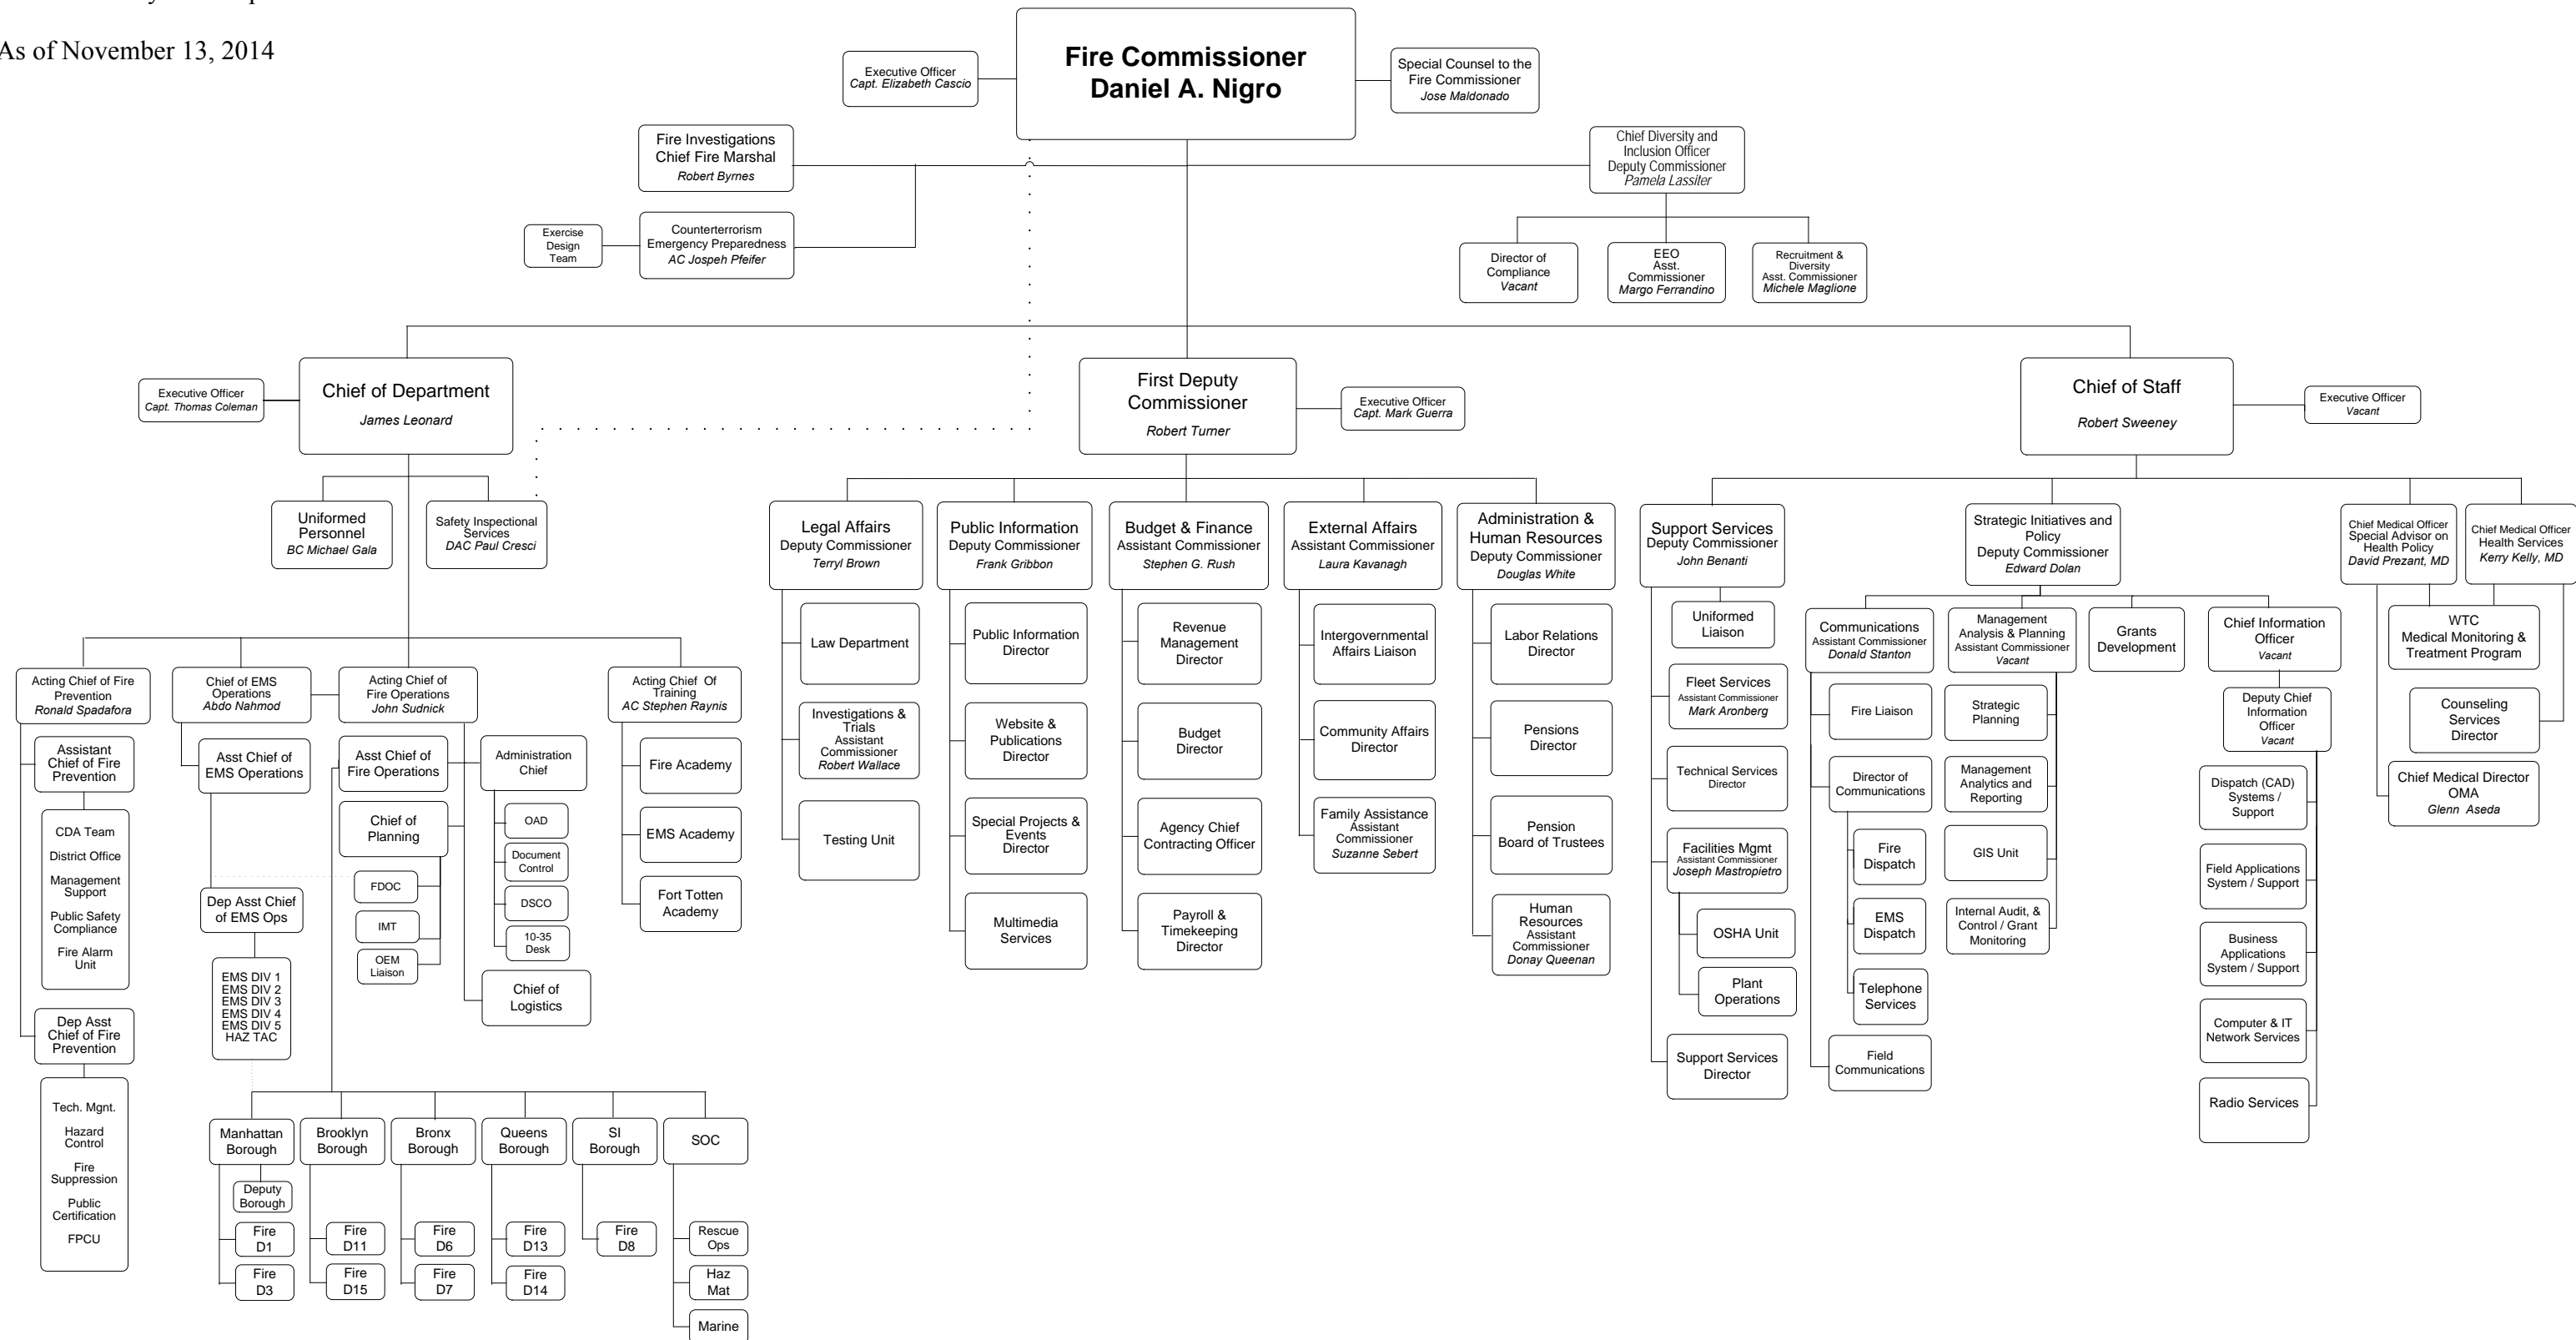 As of November 13, 2014
Fire Commissioner
Daniel A. Nigro
Executive Officer
Capt. Elizabeth Cascio
Special Counsel to the
Fire Commissioner
Jose Maldonado
Fire Investigations
Chief Fire Marshal
Robert Byrnes
Chief Diversity and
Inclusion Officer
Deputy Commissioner
Pamela Lassiter
Exercise
Design
Team
Counterterrorism
Emergency Preparedness
AC Jospeh Pfeifer
Director of
Compliance
Vacant
EEO
Asst.
Commissioner
Margo Ferrandino
Recruitment &
Diversity
Asst. Commissioner
Michele Maglione
Executive Officer
Capt. Thomas Coleman
Chief of Department
James Leonard
First Deputy
Commissioner
Robert Turner
Executive Officer
Capt. Mark Guerra
Chief of Staff
Robert Sweeney
Executive Officer
Vacant
Uniformed
Personnel
BC Michael Gala
Safety Inspectional
Services
DAC Paul Cresci
Legal Affairs
Deputy Commissioner
Terryl Brown
Public Information
Deputy Commissioner
Frank Gribbon
Budget & Finance
Assistant Commissioner
Stephen G. Rush
External Affairs
Assistant Commissioner
Laura Kavanagh
Administration &
Human Resources
Deputy Commissioner
Douglas White
Support Services
Deputy Commissioner
John Benanti
Strategic Initiatives and
Policy
Deputy Commissioner
Edward Dolan
Chief Medical Officer
Special Advisor on
Health Policy
David Prezant, MD
Chief Medical Officer
Health Services
Kerry Kelly, MD
Acting Chief of Fire
Prevention
Ronald Spadafora
Chief of EMS
Operations
Abdo Nahmod
Acting Chief of
Fire Operations
John Sudnick
Acting Chief Of
Training
AC Stephen Raynis
Assistant
Chief of Fire
Prevention
CDA Team
District Office
Management
Support
Public Safety
Compliance
Fire Alarm
Unit
Dep Asst
Chief of Fire
Prevention
Tech. Mgnt.
Hazard
Control
Fire
Suppression
Public
Certification
FPCU
Asst Chief of
EMS Operations
Dep Asst Chief
of EMS Ops
EMS DIV 1
EMS DIV 2
EMS DIV 3
EMS DIV 4
EMS DIV 5
HAZ TAC
Asst Chief of
Fire Operations
Chief of
Planning
FDOC
IMT
OEM
Liaison
Administration
Chief
OAD
Document
Control
DSCO
10-35
Desk
Chief of
Logistics
Fire Academy
EMS Academy
Fort Totten
Academy
Manhattan
Borough
Deputy
Borough
Fire
D1
Fire
D3
Brooklyn
Borough
Fire
D11
Fire
D15
Bronx
Borough
Fire
D6
Fire
D7
Queens
Borough
Fire
D13
Fire
D14
SI
Borough
Fire
D8
SOC
Rescue
Ops
Haz
Mat
Marine
Law Department
Investigations &
Trials
Assistant
Commissioner
Robert Wallace
Testing Unit
Public Information
Director
Website &
Publications
Director
Special Projects &
Events
Director
Multimedia
Services
Revenue
Management
Director
Budget
Director
Agency Chief
Contracting Officer
Payroll &
Timekeeping
Director
Intergovernmental
Affairs Liaison
Community Affairs
Director
Family Assistance
Assistant
Commissioner
Suzanne Sebert
Labor Relations
Director
Pensions
Director
Pension
Board of Trustees
Human
Resources
Assistant
Commissioner
Donay Queenan
Uniformed
Liaison
Fleet Services
Assistant Commissioner
Mark Aronberg
Technical Services
Director
Facilities Mgmt
Assistant Commissioner
Joseph Mastropietro
OSHA Unit
Plant
Operations
Support Services
Director
Communications
Assistant Commissioner
Donald Stanton
Fire Liaison
Director of
Communications
Fire
Dispatch
EMS
Dispatch
Telephone
Services
Field
Communications
Management
Analysis & Planning
Assistant Commissioner
Vacant
Strategic
Planning
Management
Analytics and
Reporting
GIS Unit
Internal Audit, &
Control / Grant
Monitoring
Grants
Development
Chief Information
Officer
Vacant
Deputy Chief
Information
Officer
Vacant
Dispatch (CAD)
Systems /
Support
Field Applications
System / Support
Business
Applications
System / Support
Computer & IT
Network Services
Radio Services
WTC
Medical Monitoring &
Treatment Program
Counseling
Services
Director
Chief Medical Director
OMA
Glenn Aseda